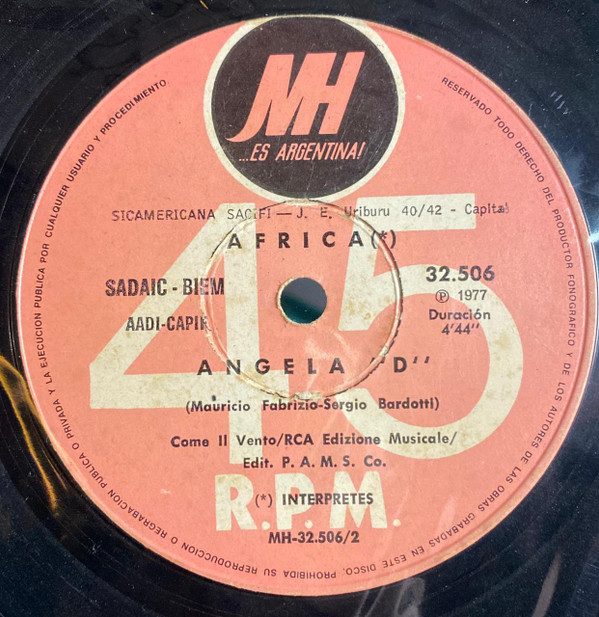 MH
...ES ARGENTINA!
SICAMERICANA SACIFI — J. E. Uriburu 40/42 - Capital
AFRICA(*)
32.506
SADAIC - BIEM
℗ 1977
AADI-CAPIF
Duración
4'44''
ANGELA "D"
(Mauricio Fabrizio-Sergio Bardotti)
Come Il Vento/RCA Edizione Musicale/
Edit. P. A. M. S. Co.
(*) INTERPRETES
45
R.P.M.
MH-32.506/2
RESERVADO TODO DERECHO DEL PRODUCTOR FONOGRAFICO Y DE LOS AUTORES DE LAS OBRAS GRABADAS EN ESTE DISCO, PROHIBIDA SU REPRODUCCION O REGRABACION PUBLICA O PRIVADA Y LA EJECUCION PUBLICA POR CUALQUIER USUARIO Y PROCEDIMIENTO.